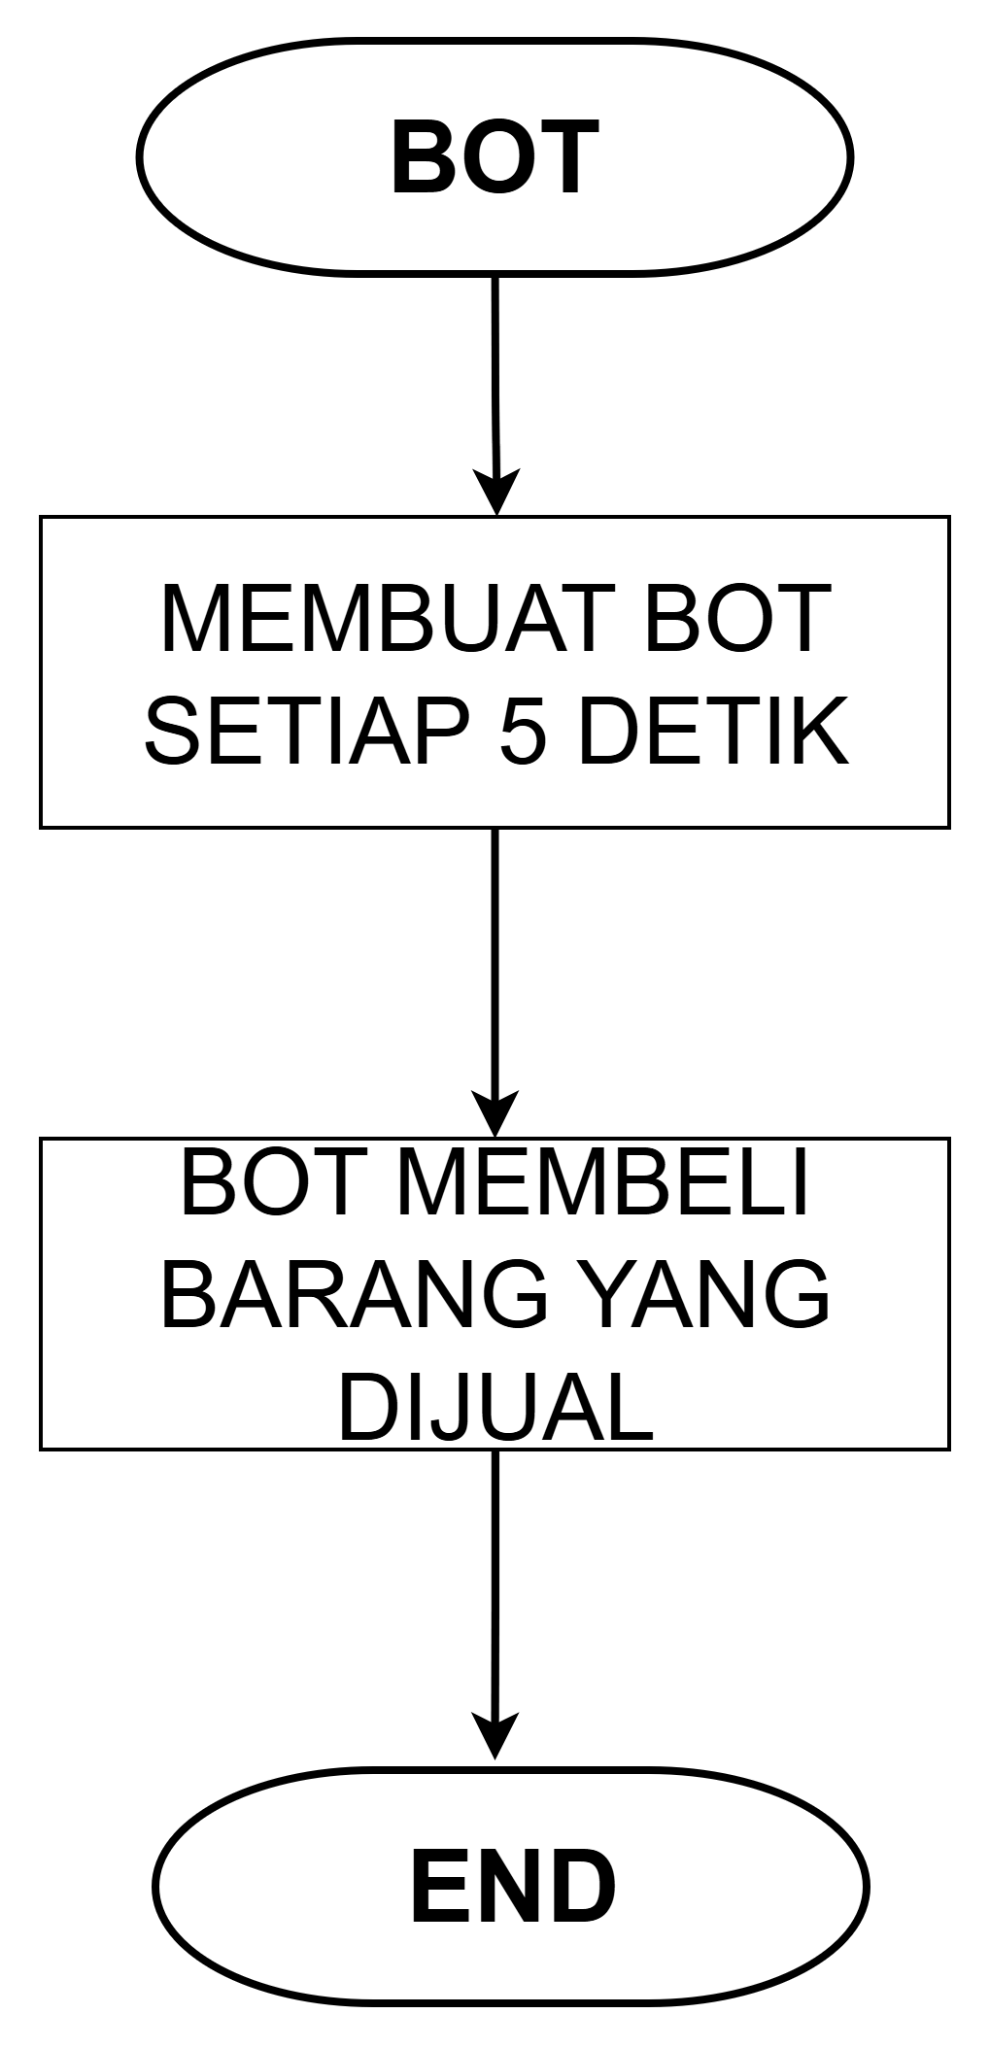 BOT
MEMBUAT BOT
SETIAP 5 DETIK
BOT MEMBELI
BARANG YANG
DIJUAL
END